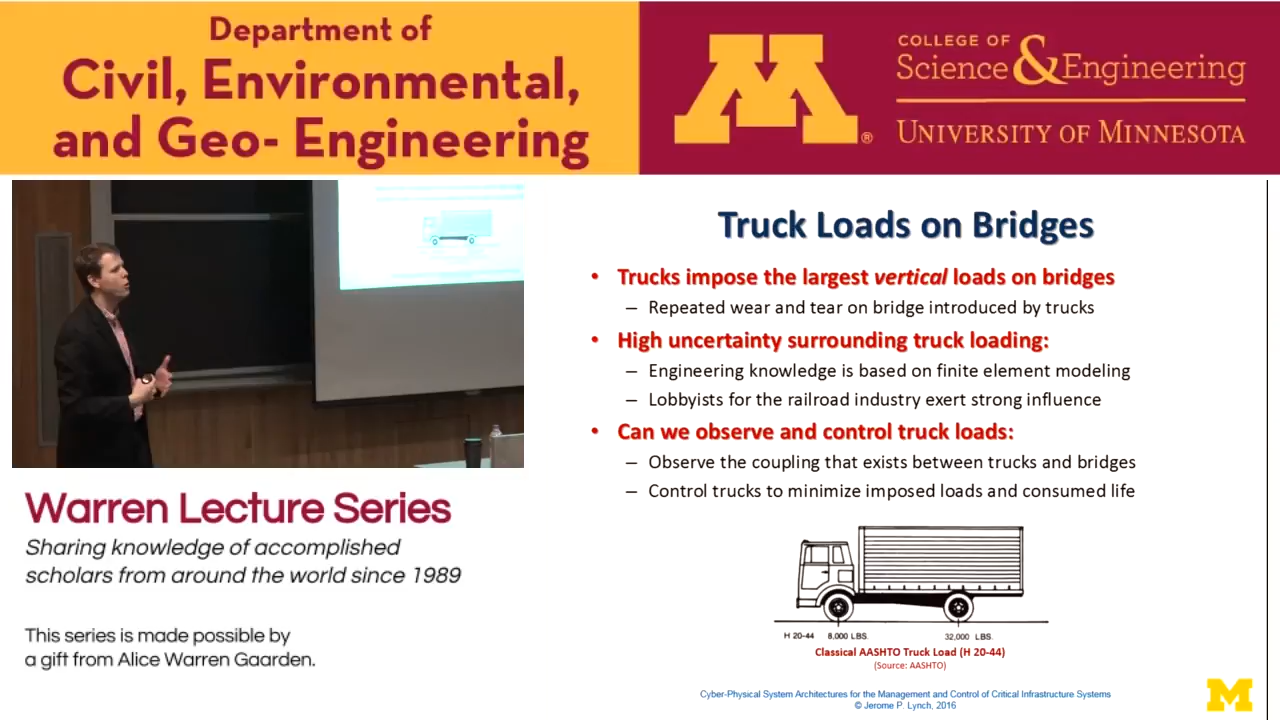 Department of
Civil, Environmental,
and Geo- Engineering
M
®
COLLEGE OF
Science & Engineering
UNIVERSITY OF MINNESOTA
Warren Lecture Series
Sharing knowledge of accomplished
scholars from around the world since 1989
This series is made possible by
a gift from Alice Warren Gaarden.
Truck Loads on Bridges
• Trucks impose the largest vertical loads on bridges
– Repeated wear and tear on bridge introduced by trucks
• High uncertainty surrounding truck loading:
– Engineering knowledge is based on finite element modeling
– Lobbyists for the railroad industry exert strong influence
• Can we observe and control truck loads:
– Observe the coupling that exists between trucks and bridges
– Control trucks to minimize imposed loads and consumed life
H 20-44 8,000 LBS. 32,000 LBS.
Classical AASHTO Truck Load (H 20-44)
(Source: AASHTO)
Cyber-Physical System Architectures for the Management and Control of Critical Infrastructure Systems
© Jerome P. Lynch, 2016
M